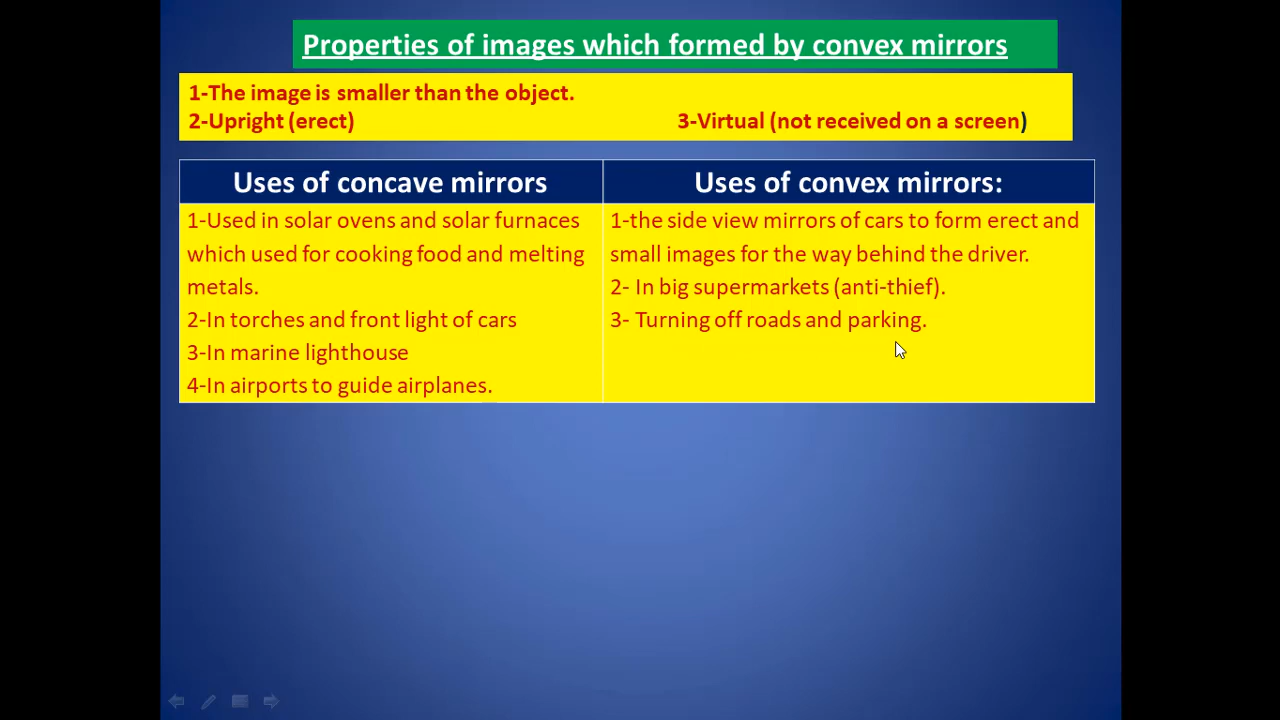 Properties of images which formed by convex mirrors
1-The image is smaller than the object.
2-Upright (erect) 3-Virtual (not received on a screen)
Uses of concave mirrors
1-Used in solar ovens and solar furnaces
which used for cooking food and melting
metals.
2-In torches and front light of cars
3-In marine lighthouse
4-In airports to guide airplanes.
Uses of convex mirrors:
1-the side view mirrors of cars to form erect and
small images for the way behind the driver.
2- In big supermarkets (anti-thief).
3- Turning off roads and parking.